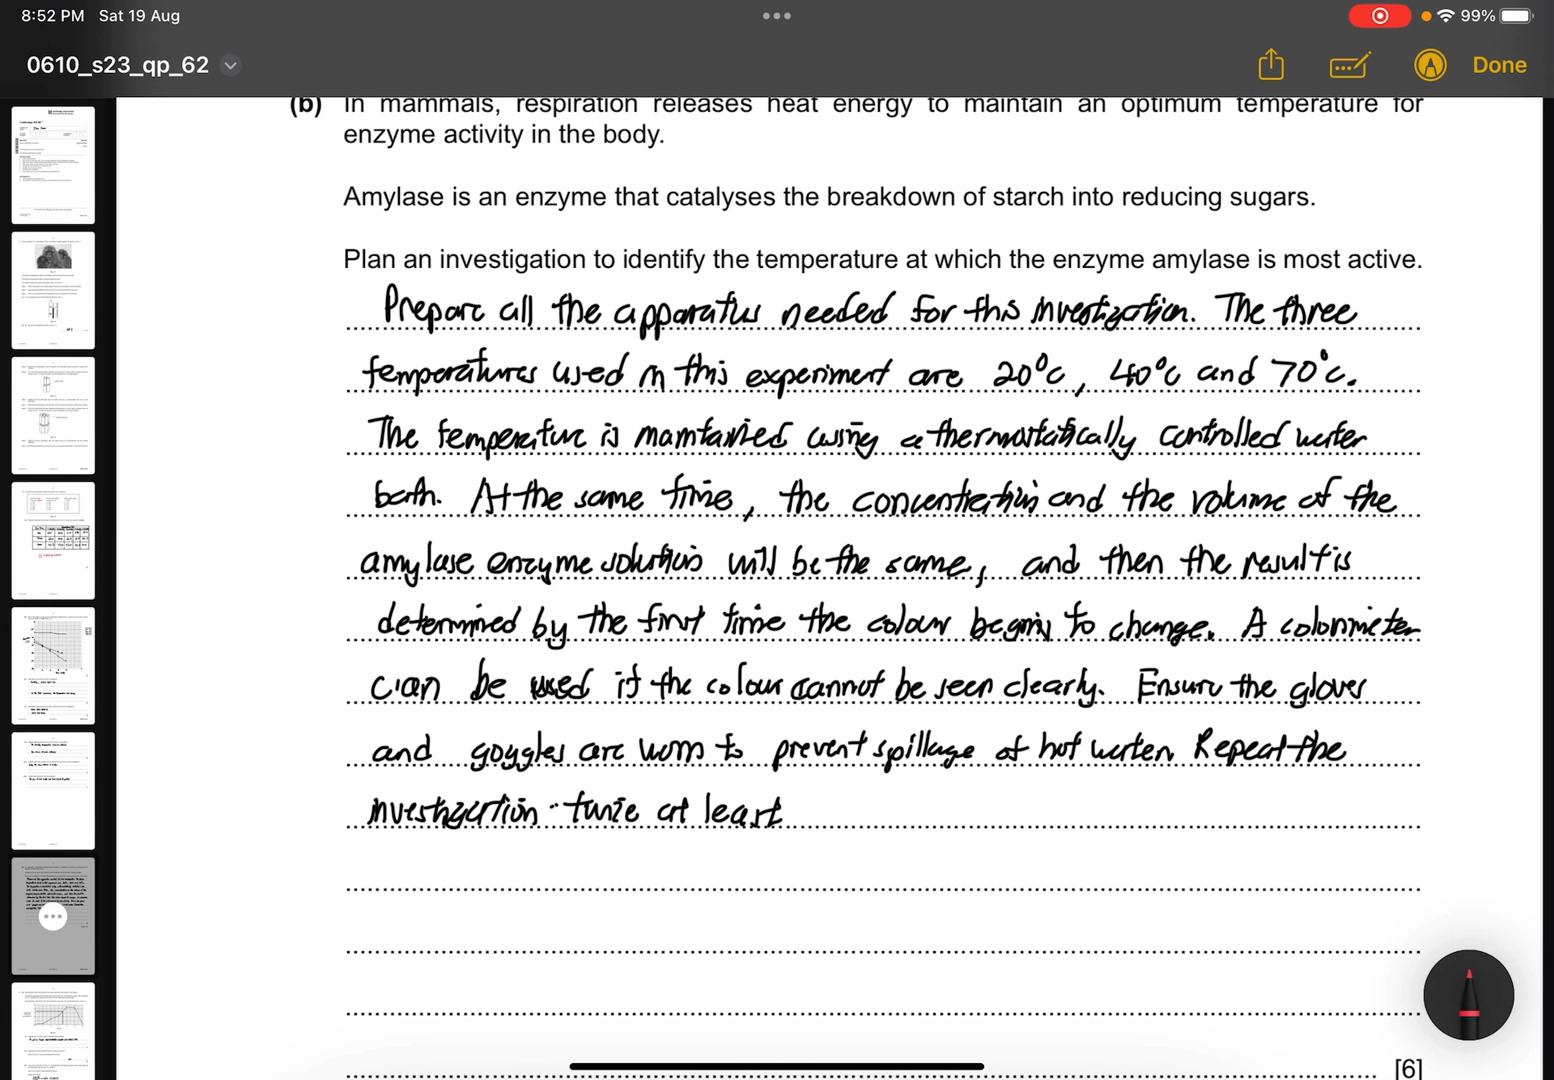 8:52 PM Sat 19 Aug
99%
0610_s23_qp_62
Done
(b) In mammals, respiration releases heat energy to maintain an optimum temperature for
enzyme activity in the body.
Amylase is an enzyme that catalyses the breakdown of starch into reducing sugars.
Plan an investigation to identify the temperature at which the enzyme amylase is most active.
Prepare all the apparatus needed for this investigation. The three
temperatures used in this experiment are 20°C, 40°C and 70°C.
The temperature is maintained using a thermostatically controlled water
bath. At the same time, the concentration and the volume of the
amylase enzyme solution will be the same, and then the result is
determined by the first time the colour begins to change. A colorimeter
can be used if the colour cannot be seen clearly. Ensure the gloves
and goggles are worn to prevent spillage of hot water. Repeat the
investigation twice at least
[6]